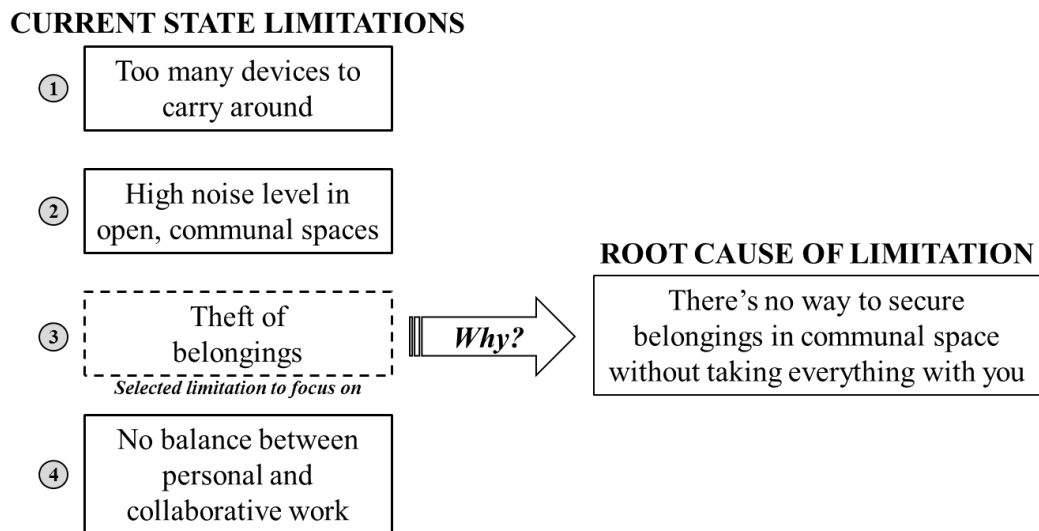 CURRENT STATE LIMITATIONS
1
Too many devices to
carry around
2
High noise level in
open, communal spaces
3
Theft of
belongings
Selected limitation to focus on
Why?
ROOT CAUSE OF LIMITATION
There’s no way to secure
belongings in communal space
without taking everything with you
4
No balance between
personal and
collaborative work